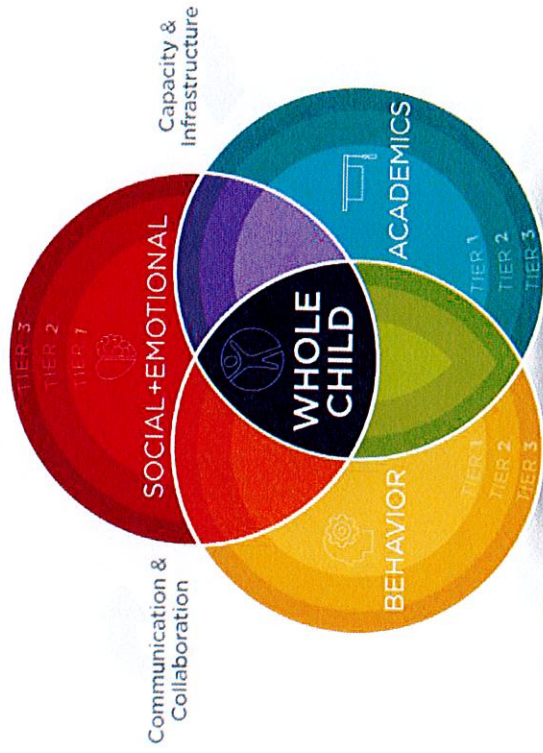 Communication &
Collaboration
Capacity &
Infrastructure
TIER 3
TIER 2
TIER 1
SOCIAL+EMOTIONAL
WHOLE
CHILD
BEHAVIOR
TIER 1
TIER 2
TIER 3
ACADEMICS
TIER 1
TIER 2
TIER 3